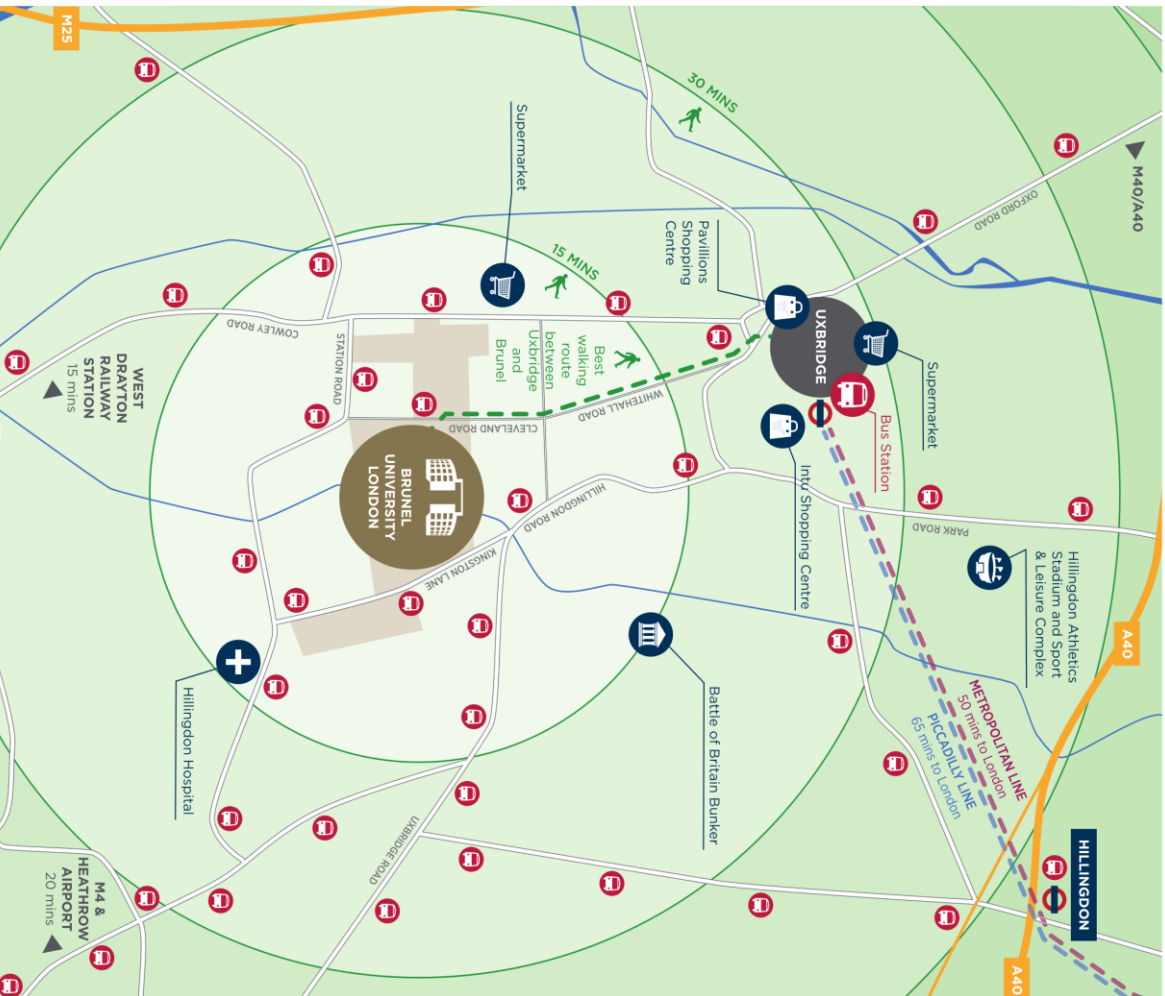 M25
30 MINS
M40/A40
OXFORD ROAD
Supermarket
15 MINS
Pavillions
Shopping
Centre
UXBRIDGE
Supermarket
Bus Station
COWLEY ROAD
STATION ROAD
Best
walking
route
between
Uxbridge
and
Brunel
WHITEHALL ROAD
CLEVELAND ROAD
WEST
DRAYTON
RAILWAY
STATION
15 mins
BRUNEL
UNIVERSITY
LONDON
HILLINGDON ROAD
KINGSTON LANE
Intu Shopping Centre
PARK ROAD
Hillingdon Athletics
Stadium and Sport
& Leisure Complex
A40
METROPOLITAN LINE
50 mins to London
PICCADILLY LINE
65 mins to London
Battle of Britain Bunker
Hillingdon Hospital
UXBRIDGE ROAD
HILLINGDON
M4 &
HEATHROW
AIRPORT
20 mins
A40